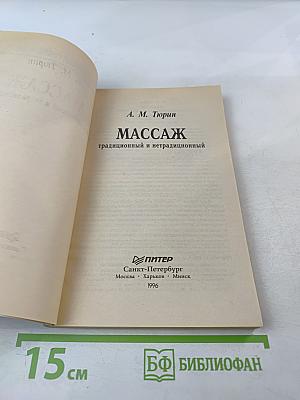 А. М. Тюрин
МАССАЖ
традиционный и нетрадиционный
ПИТЕР
Санкт-Петербург
Москва · Харьков · Минск
1996
15 см
БФ БИБЛИОФАН